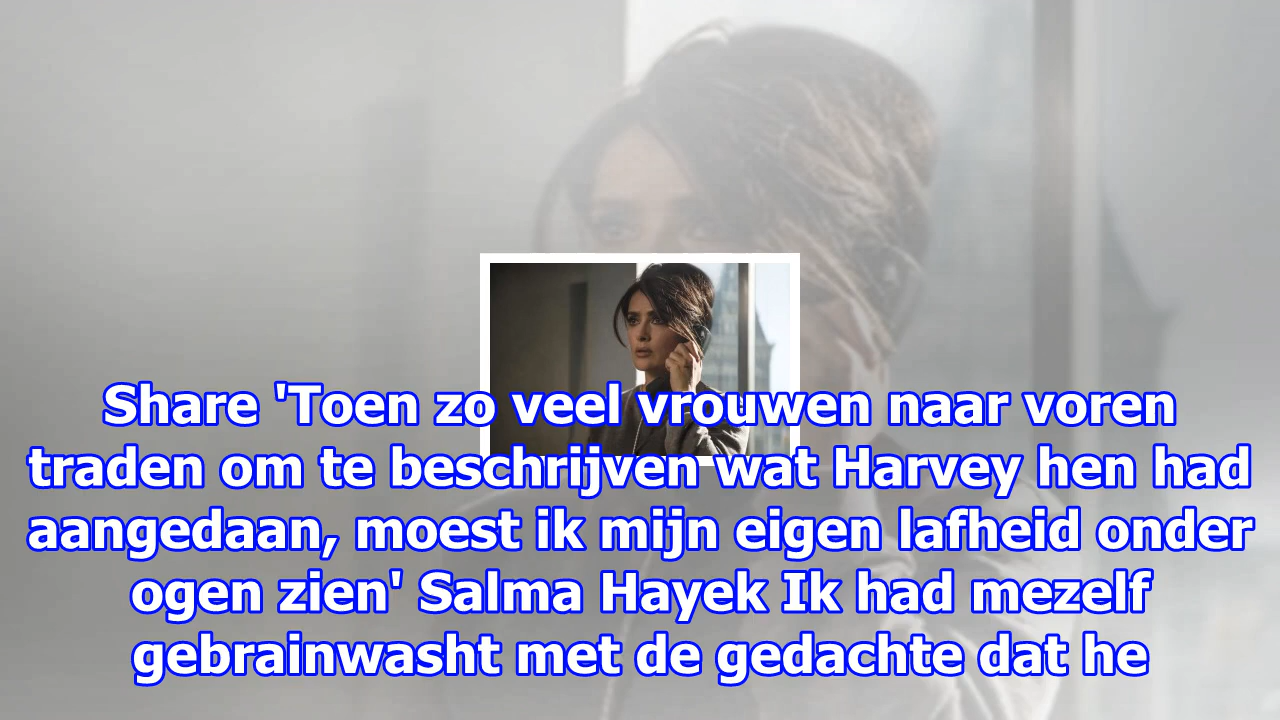 Share 'Toen zo veel vrouwen naar voren
traden om te beschrijven wat Harvey hen had
aangedaan, moest ik mijn eigen lafheid onder
ogen zien' Salma Hayek Ik had mezelf
gebrainwasht met de gedachte dat he